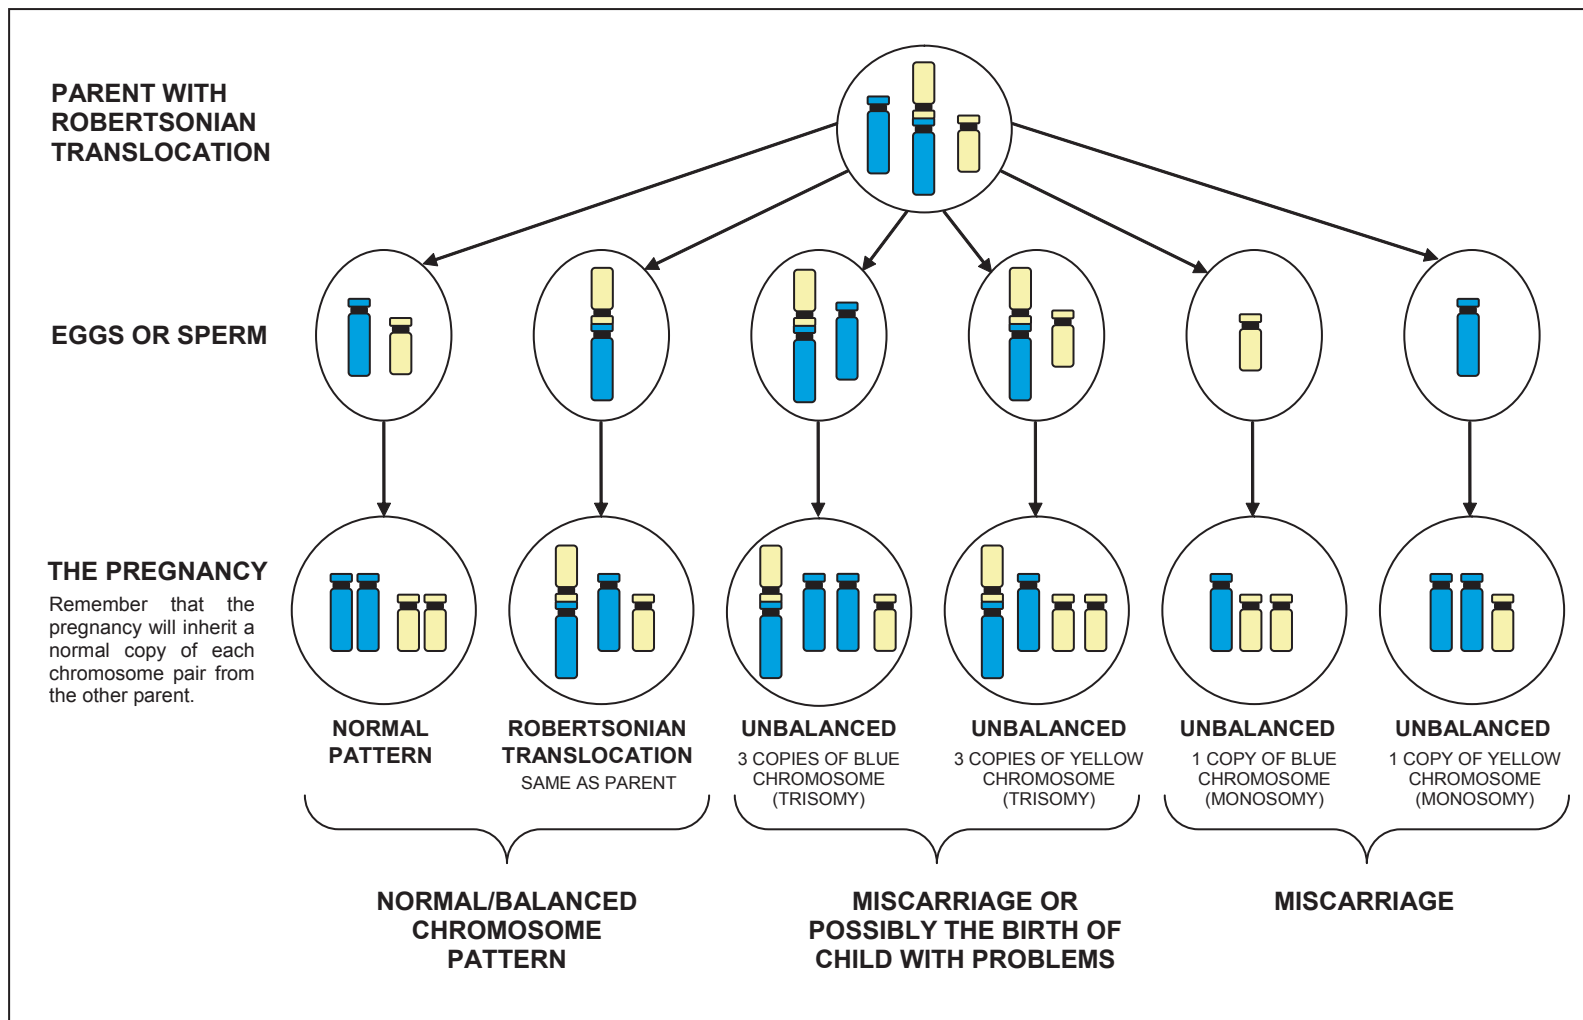 PARENT WITH
ROBERTSONIAN
TRANSLOCATION
EGGS OR SPERM
THE PREGNANCY
Remember that the
pregnancy will inherit a
normal copy of each
chromosome pair from
the other parent.
NORMAL
PATTERN
ROBERTSONIAN
TRANSLOCATION
SAME AS PARENT
UNBALANCED
3 COPIES OF BLUE
CHROMOSOME
(TRISOMY)
UNBALANCED
3 COPIES OF YELLOW
CHROMOSOME
(TRISOMY)
UNBALANCED
1 COPY OF BLUE
CHROMOSOME
(MONOSOMY)
UNBALANCED
1 COPY OF YELLOW
CHROMOSOME
(MONOSOMY)
NORMAL/BALANCED
CHROMOSOME
PATTERN
MISCARRIAGE OR
POSSIBLY THE BIRTH OF
CHILD WITH PROBLEMS
MISCARRIAGE